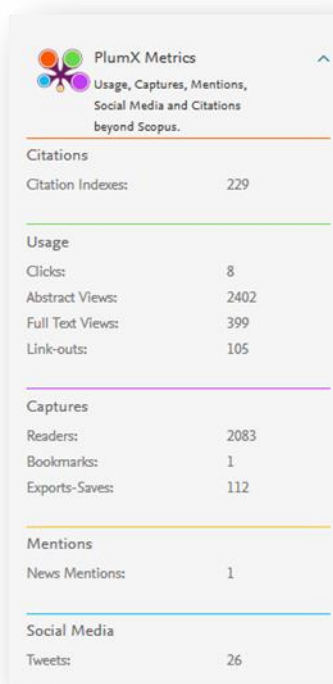 PlumX Metrics
Usage, Captures, Mentions,
Social Media and Citations
beyond Scopus.
Citations
Citation Indexes: 229
Usage
Clicks: 8
Abstract Views: 2402
Full Text Views: 399
Link-outs: 105
Captures
Readers: 2083
Bookmarks: 1
Exports-Saves: 112
Mentions
News Mentions: 1
Social Media
Tweets: 26